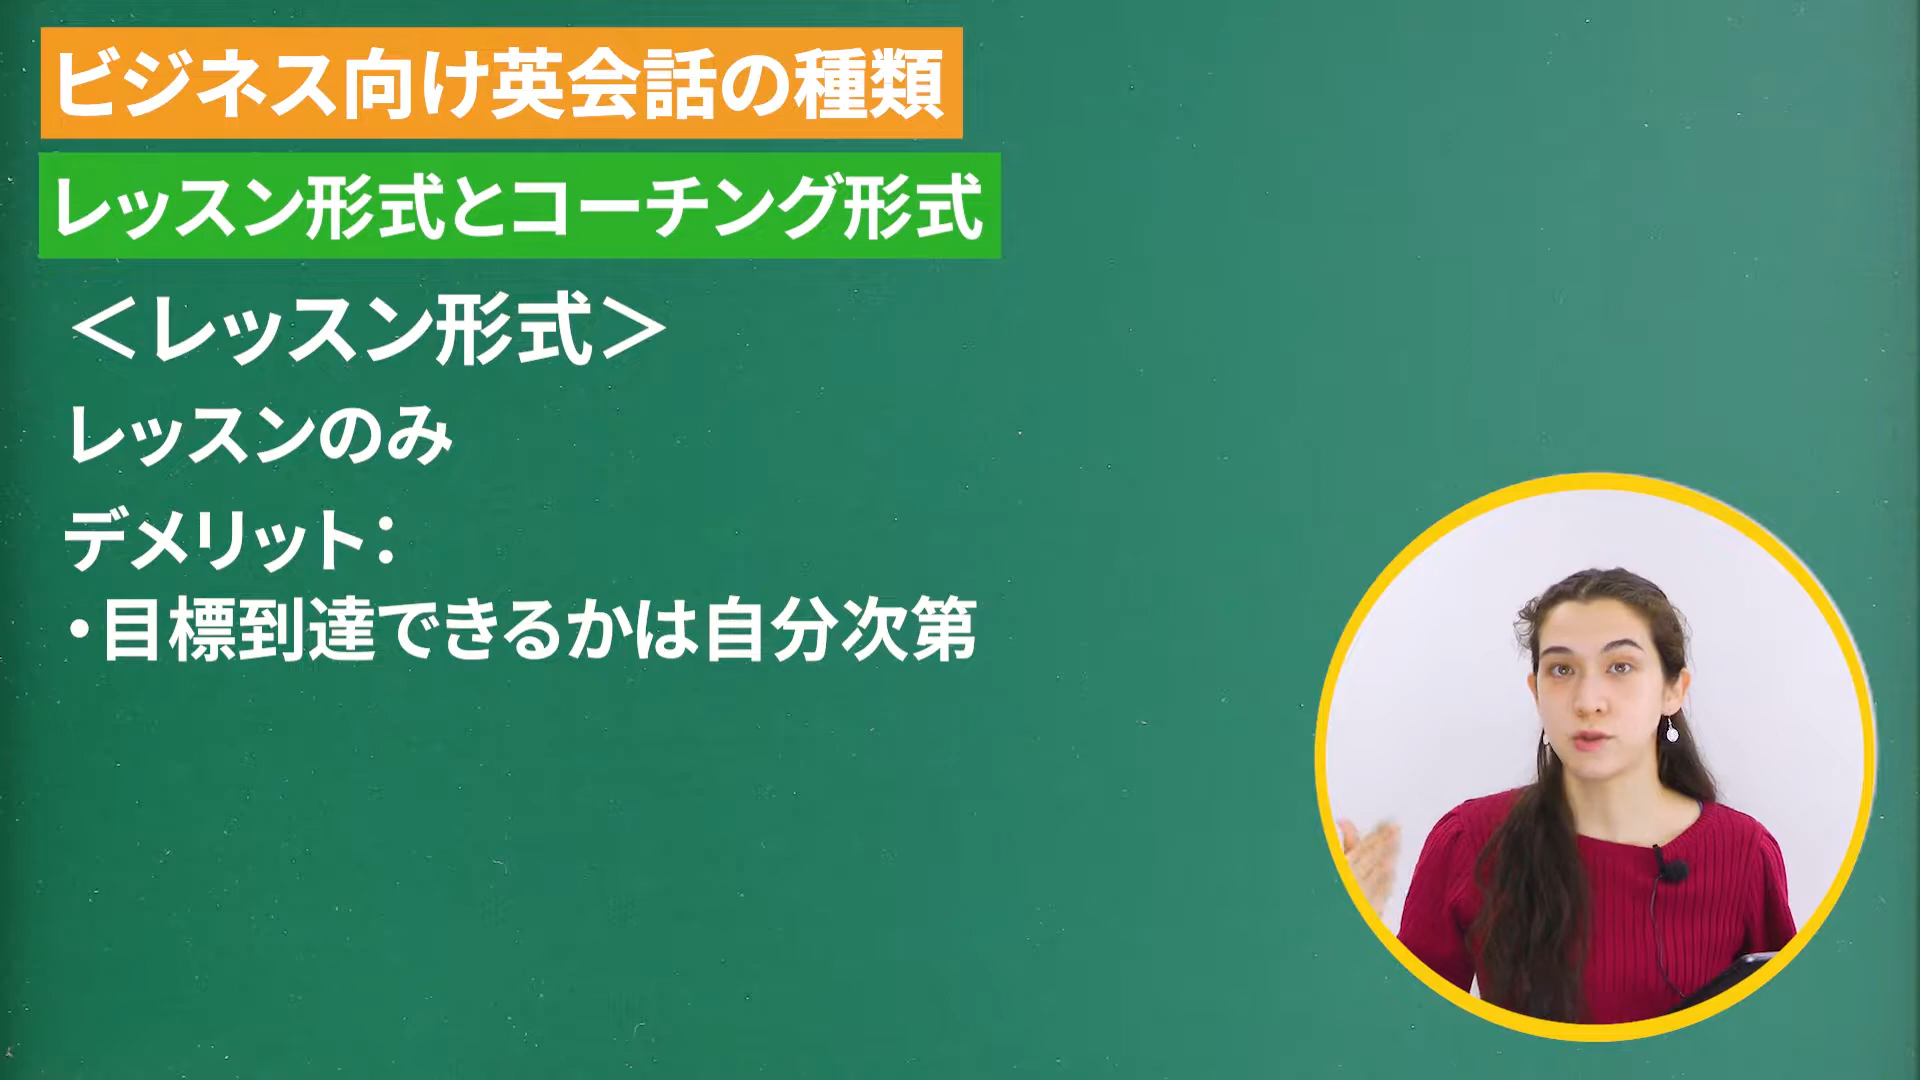 ビジネス向け英会話の種類
レッスン形式とコーチング形式
＜レッスン形式＞
レッスンのみ
デメリット：
・目標到達できるかは自分次第